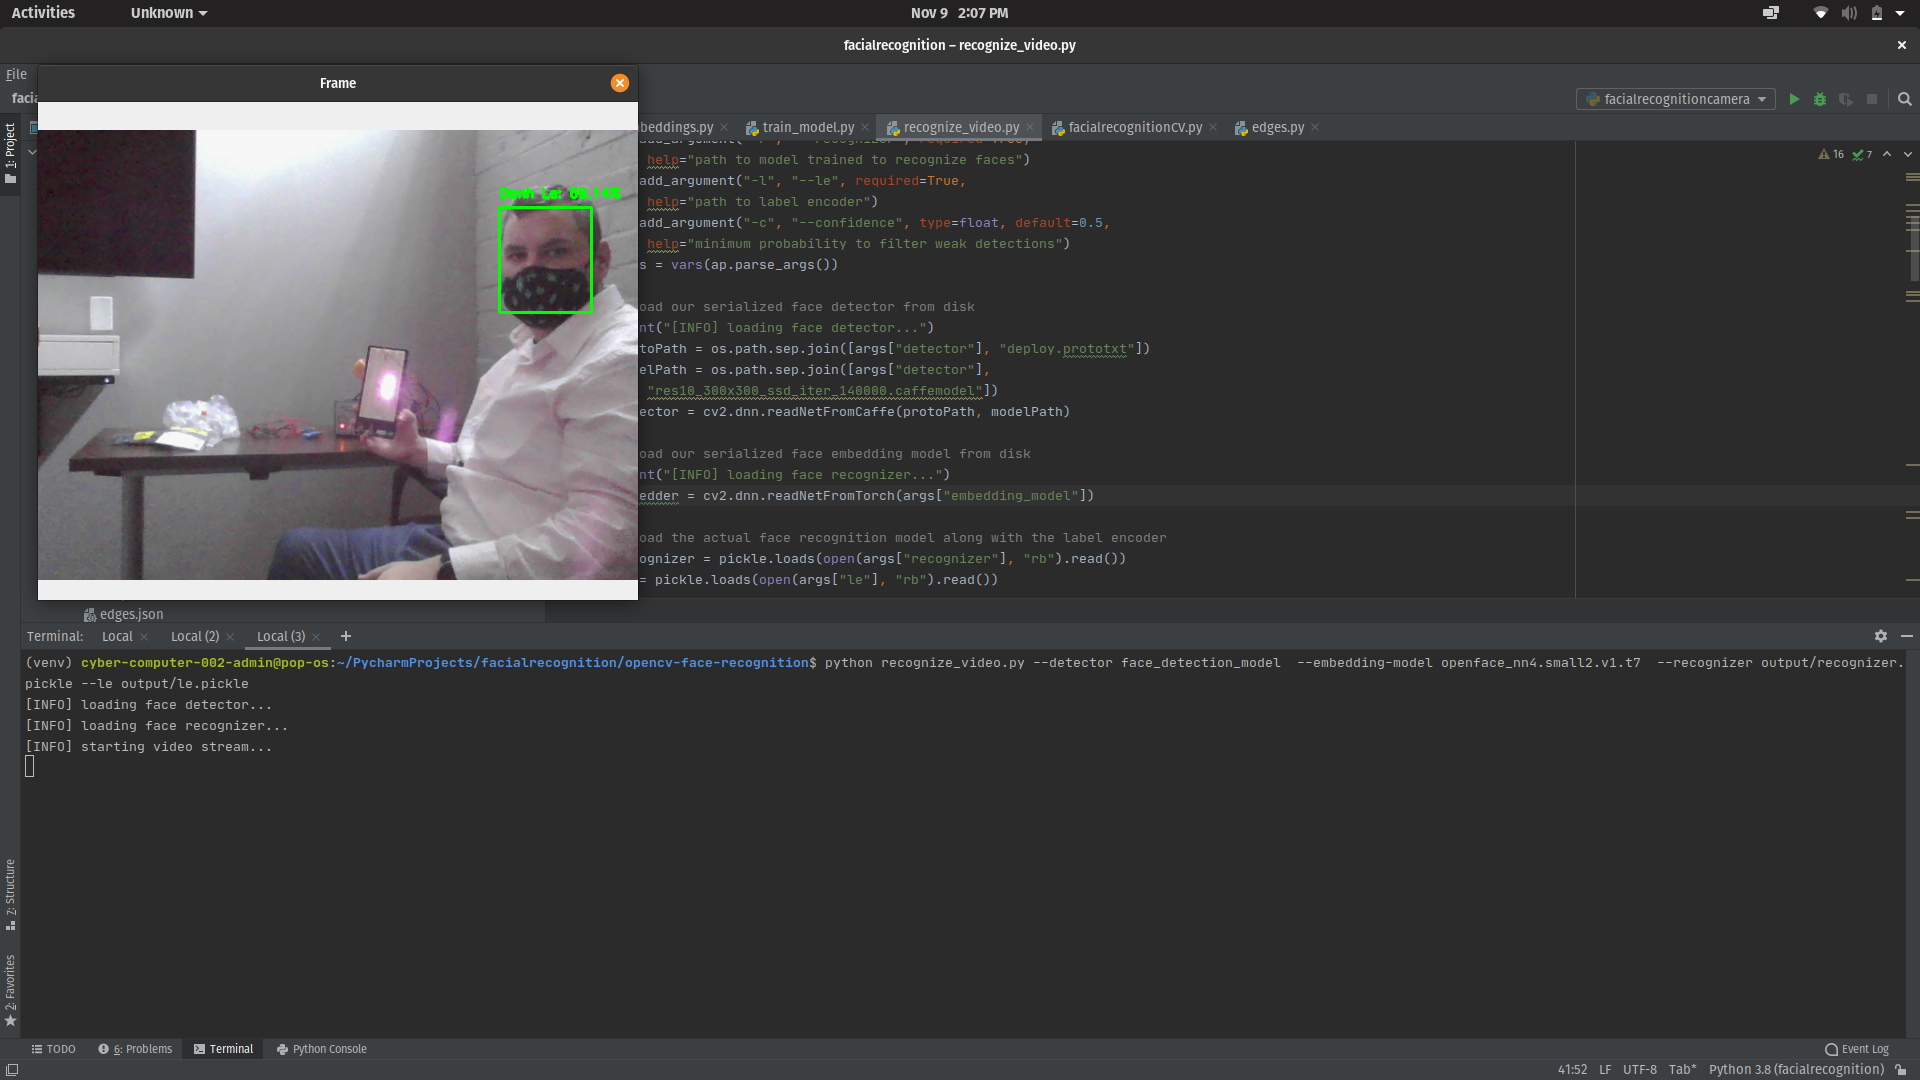 Activities
Unknown
Nov 9 2:07 PM
facialrecognition – recognize_video.py
File
Frame
facia
facialrecognitioncamera
1: Project
beddings.py
train_model.py
recognize_video.py
facialrecognitionCV.py
edges.py
16
7
help="path to model trained to recognize faces")
add_argument("-l", "--le", required=True,
help="path to label encoder")
add_argument("-c", "--confidence", type=float, default=0.5,
help="minimum probability to filter weak detections")
s = vars(ap.parse_args())
oad our serialized face detector from disk
nt("[INFO] loading face detector...")
toPath = os.path.sep.join([args["detector"], "deploy.prototxt"])
elPath = os.path.sep.join([args["detector"],
"res10_300x300_ssd_iter_140000.caffemodel"])
ector = cv2.dnn.readNetFromCaffe(protoPath, modelPath)
oad our serialized face embedding model from disk
nt("[INFO] loading face recognizer...")
edder = cv2.dnn.readNetFromTorch(args["embedding_model"])
oad the actual face recognition model along with the label encoder
ognizer = pickle.loads(open(args["recognizer"], "rb").read())
= pickle.loads(open(args["le"], "rb").read())
edges.json
Terminal:
Local
Local (2)
Local (3)
(venv) cyber-computer-002-admin@pop-os:~/PycharmProjects/facialrecognition/opencv-face-recognition$ python recognize_video.py --detector face_detection_model --embedding-model openface_nn4.small2.v1.t7 --recognizer output/recognizer.
pickle --le output/le.pickle
[INFO] loading face detector...
[INFO] loading face recognizer...
[INFO] starting video stream...
7: Structure
2: Favorites
TODO
6: Problems
Terminal
Python Console
Event Log
41:52
LF
UTF-8
Tab*
Python 3.8 (facialrecognition)